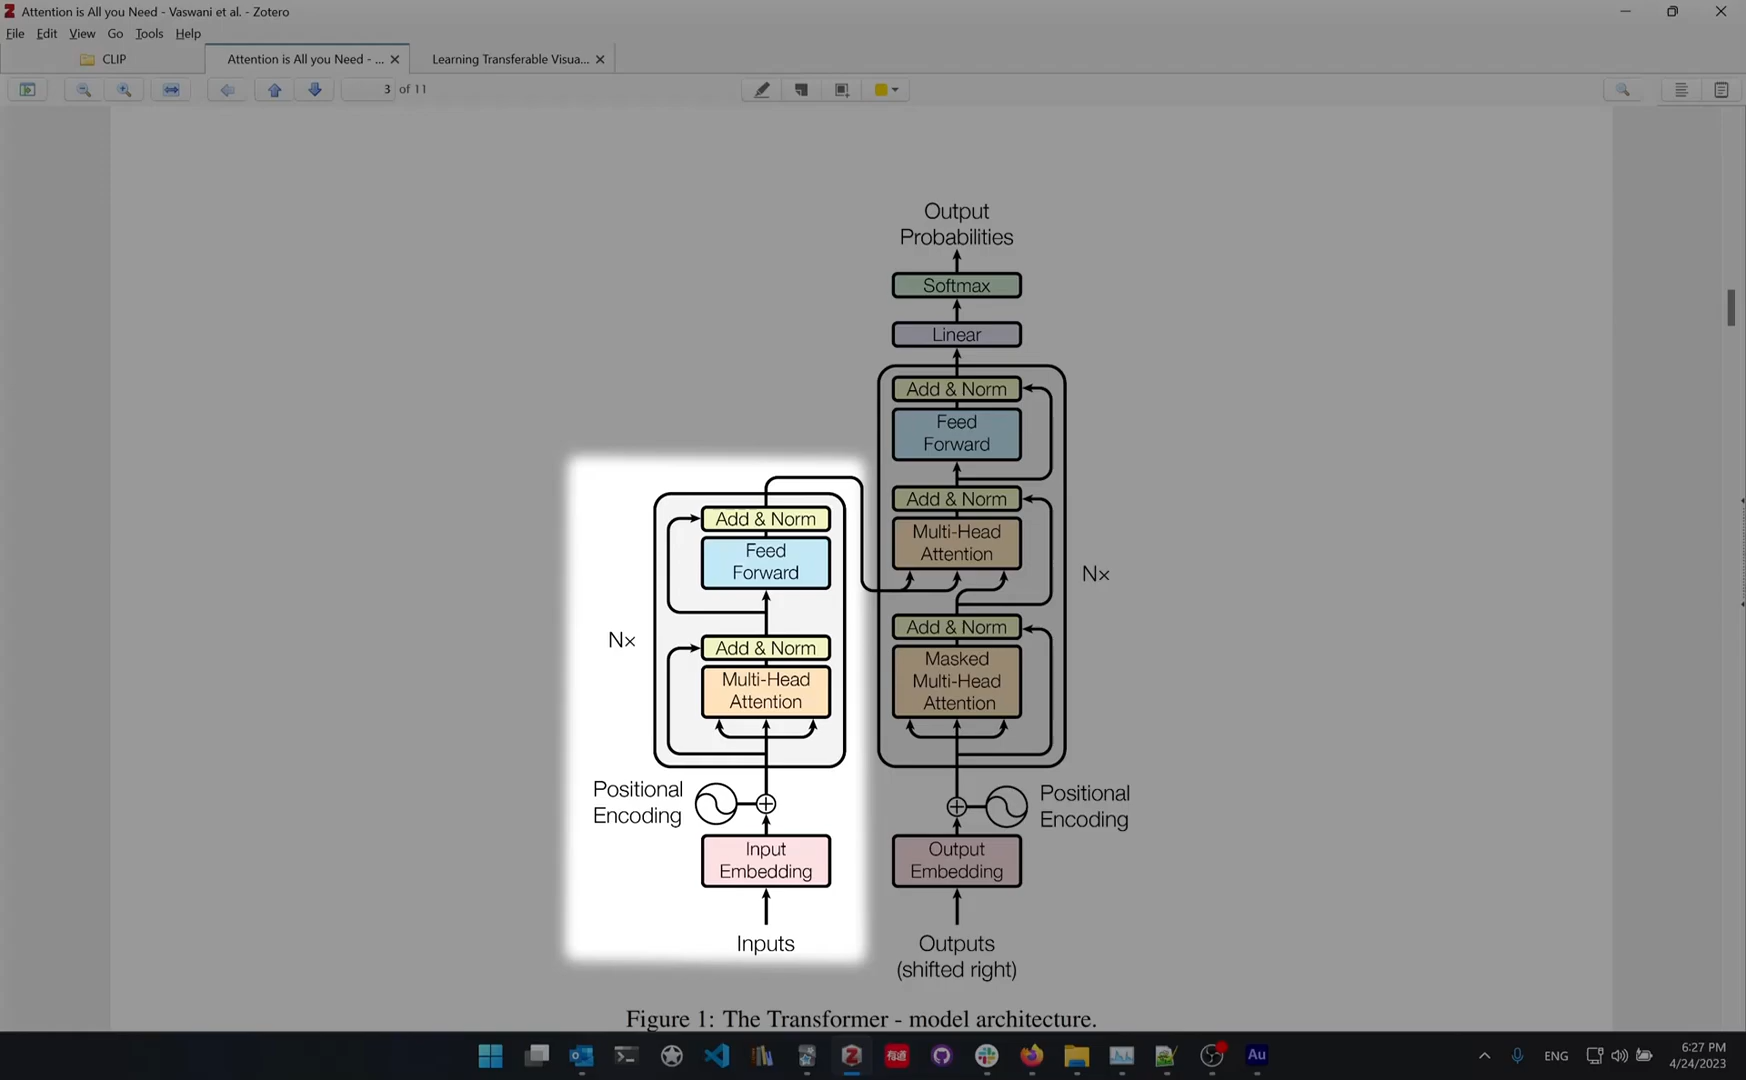 Attention is All you Need - Vaswani et al. - Zotero
File Edit View Go Tools Help
CLIP
Attention is All you Need - ...
Learning Transferable Visua...
3 of 11
Output
Probabilities
Softmax
Linear
Add & Norm
Feed
Forward
Add & Norm
Multi-Head
Attention
Nx
Add & Norm
Masked
Multi-Head
Attention
Positional
Encoding
Output
Embedding
Outputs
(shifted right)
Add & Norm
Feed
Forward
Nx
Add & Norm
Multi-Head
Attention
Positional
Encoding
Input
Embedding
Inputs
Figure 1: The Transformer - model architecture.
Z
有道
Au
ENG
6:27 PM
4/24/2023